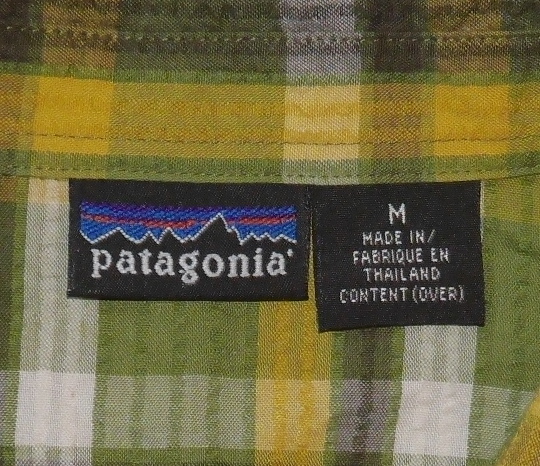 patagonia
M
MADE IN/
FABRIQUE EN
THAILAND
CONTENT (OVER)